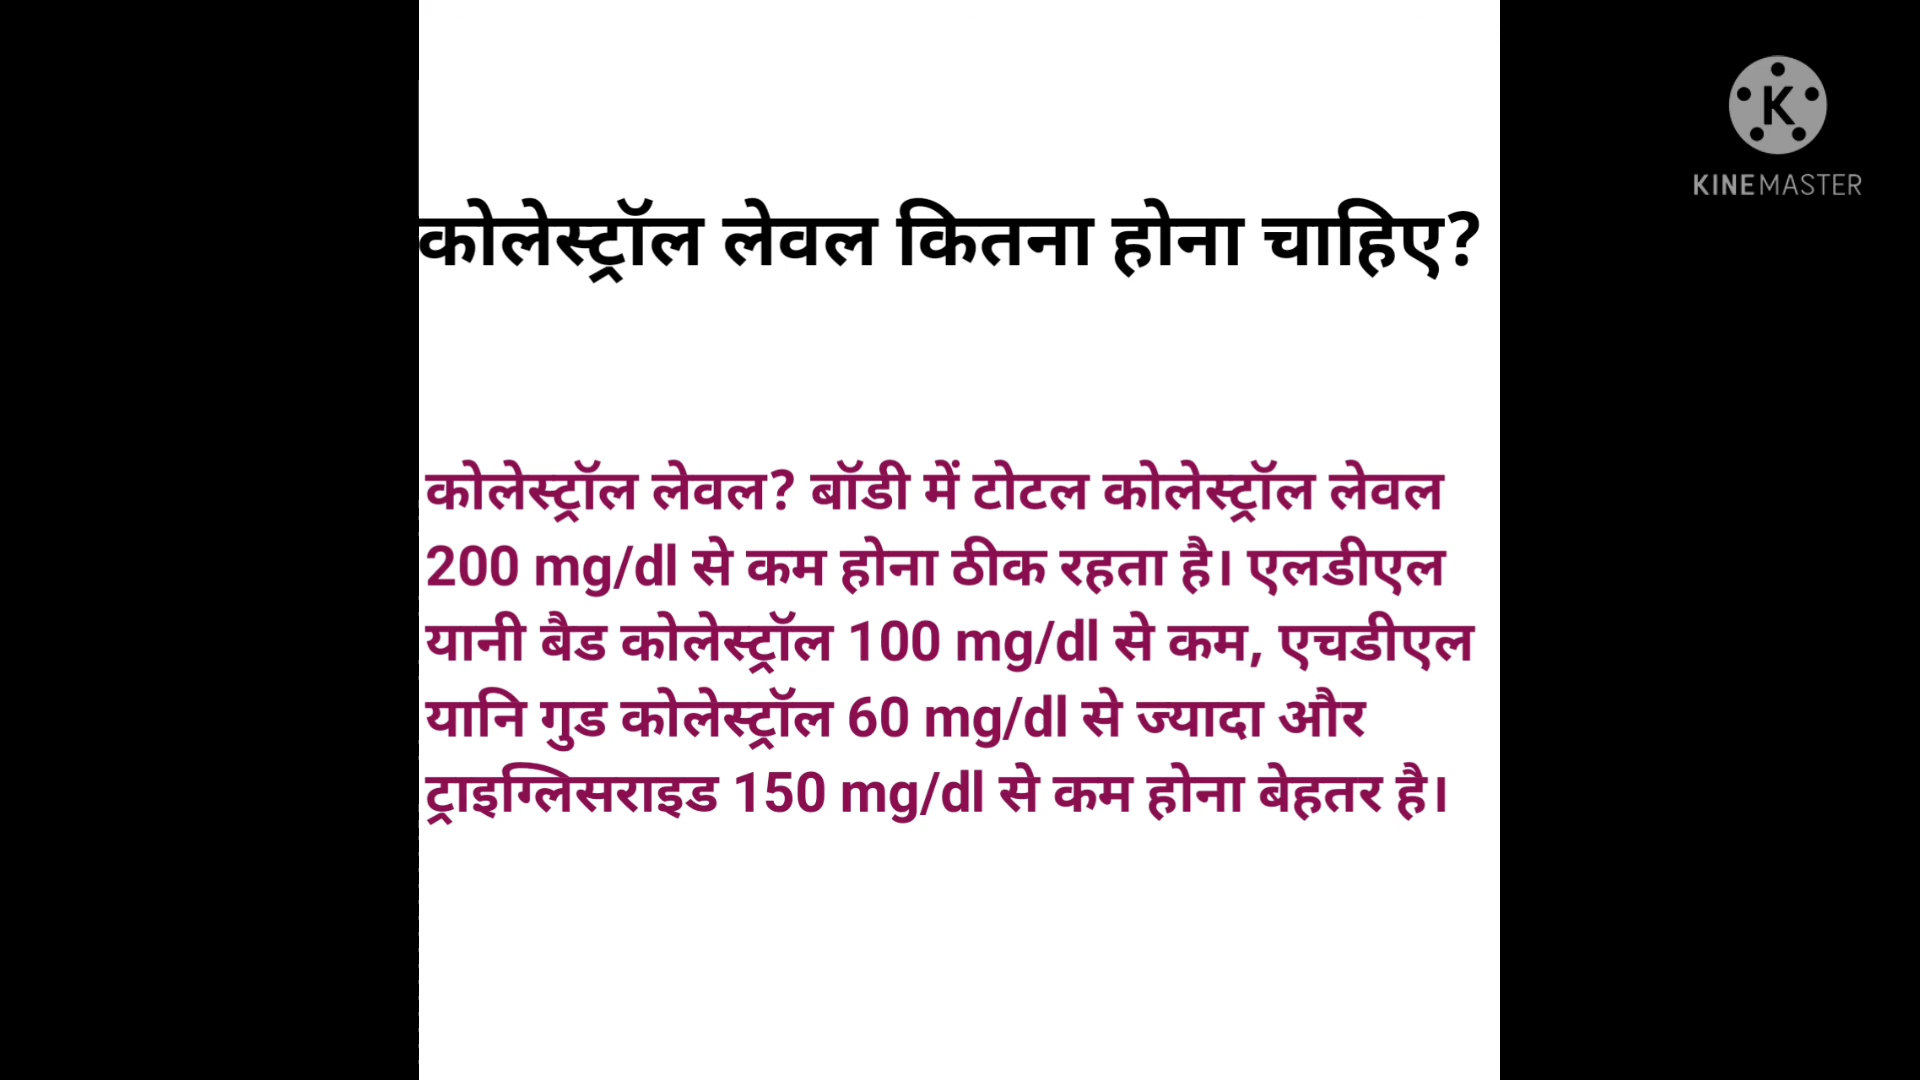 कोलेस्ट्रॉल लेवल कितना होना चाहिए?
कोलेस्ट्रॉल लेवल? बॉडी में टोटल कोलेस्ट्रॉल लेवल
200 mg/dl से कम होना ठीक रहता है। एलडीएल
यानी बैड कोलेस्ट्रॉल 100 mg/dl से कम, एचडीएल
यानि गुड कोलेस्ट्रॉल 60 mg/dl से ज्यादा और
ट्राइग्लिसराइड 150 mg/dl से कम होना बेहतर है।
K
KINEMASTER